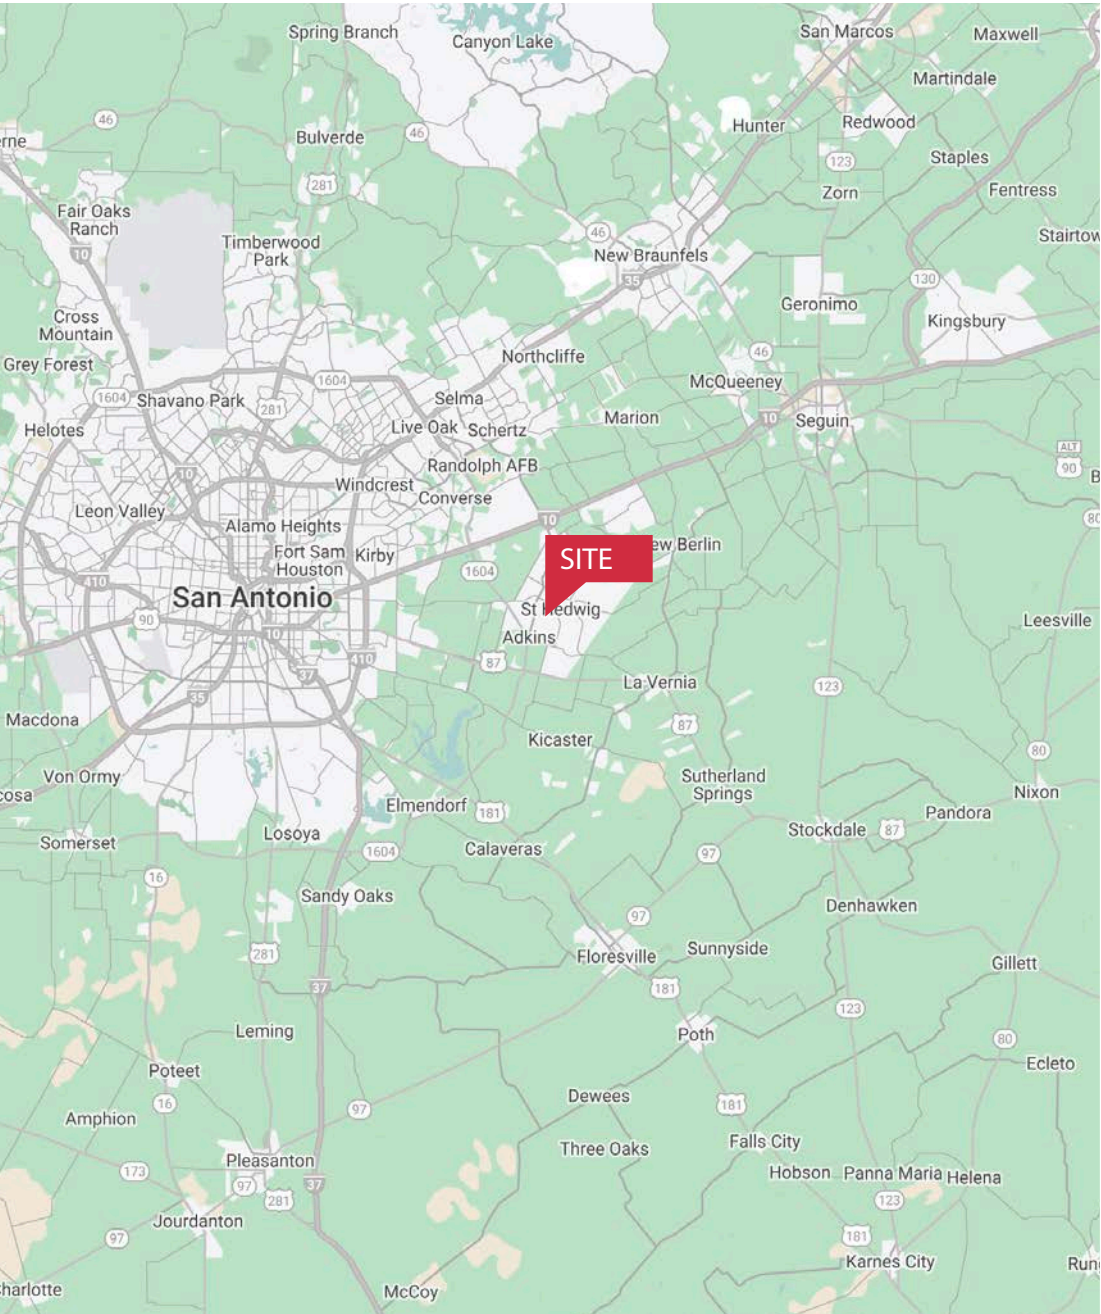 Spring Branch
Canyon Lake
San Marcos
Maxwell
Martindale
46
Bulverde
46
Hunter
Redwood
rne
123
Staples
281
Zorn
Fentress
Fair Oaks
Ranch
10
Timberwood
Park
46
New Braunfels
35
Stairtow
130
Geronimo
Kingsbury
Cross
Mountain
Grey Forest
Northcliffe
46
1604
McQueeney
1604
Shavano Park
281
Selma
Marion
10
Seguin
Helotes
Live Oak
Schertz
ALT
90
Randolph AFB
10
Windcrest
Converse
B
Leon Valley
Alamo Heights
10
80
Fort Sam
Houston
Kirby
SITE
ew Berlin
410
1604
San Antonio
St Hedwig
90
10
Adkins
Leesville
410
87
37
La Vernia
123
35
Macdona
87
Kicaster
80
Von Ormy
Sutherland
Springs
cosa
Elmendorf
181
Nixon
Pandora
Somerset
Losoya
1604
Calaveras
97
Stockdale
87
16
Sandy Oaks
Denhawken
97
281
Floresville
Sunnyside
Gillett
37
181
123
Leming
Poth
80
Ecleto
Poteet
16
97
Dewees
181
Amphion
Three Oaks
Falls City
173
Pleasanton
Hobson
Panna Maria
Helena
97
281
37
123
Jourdanton
97
181
Karnes City
Run
harlotte
McCoy